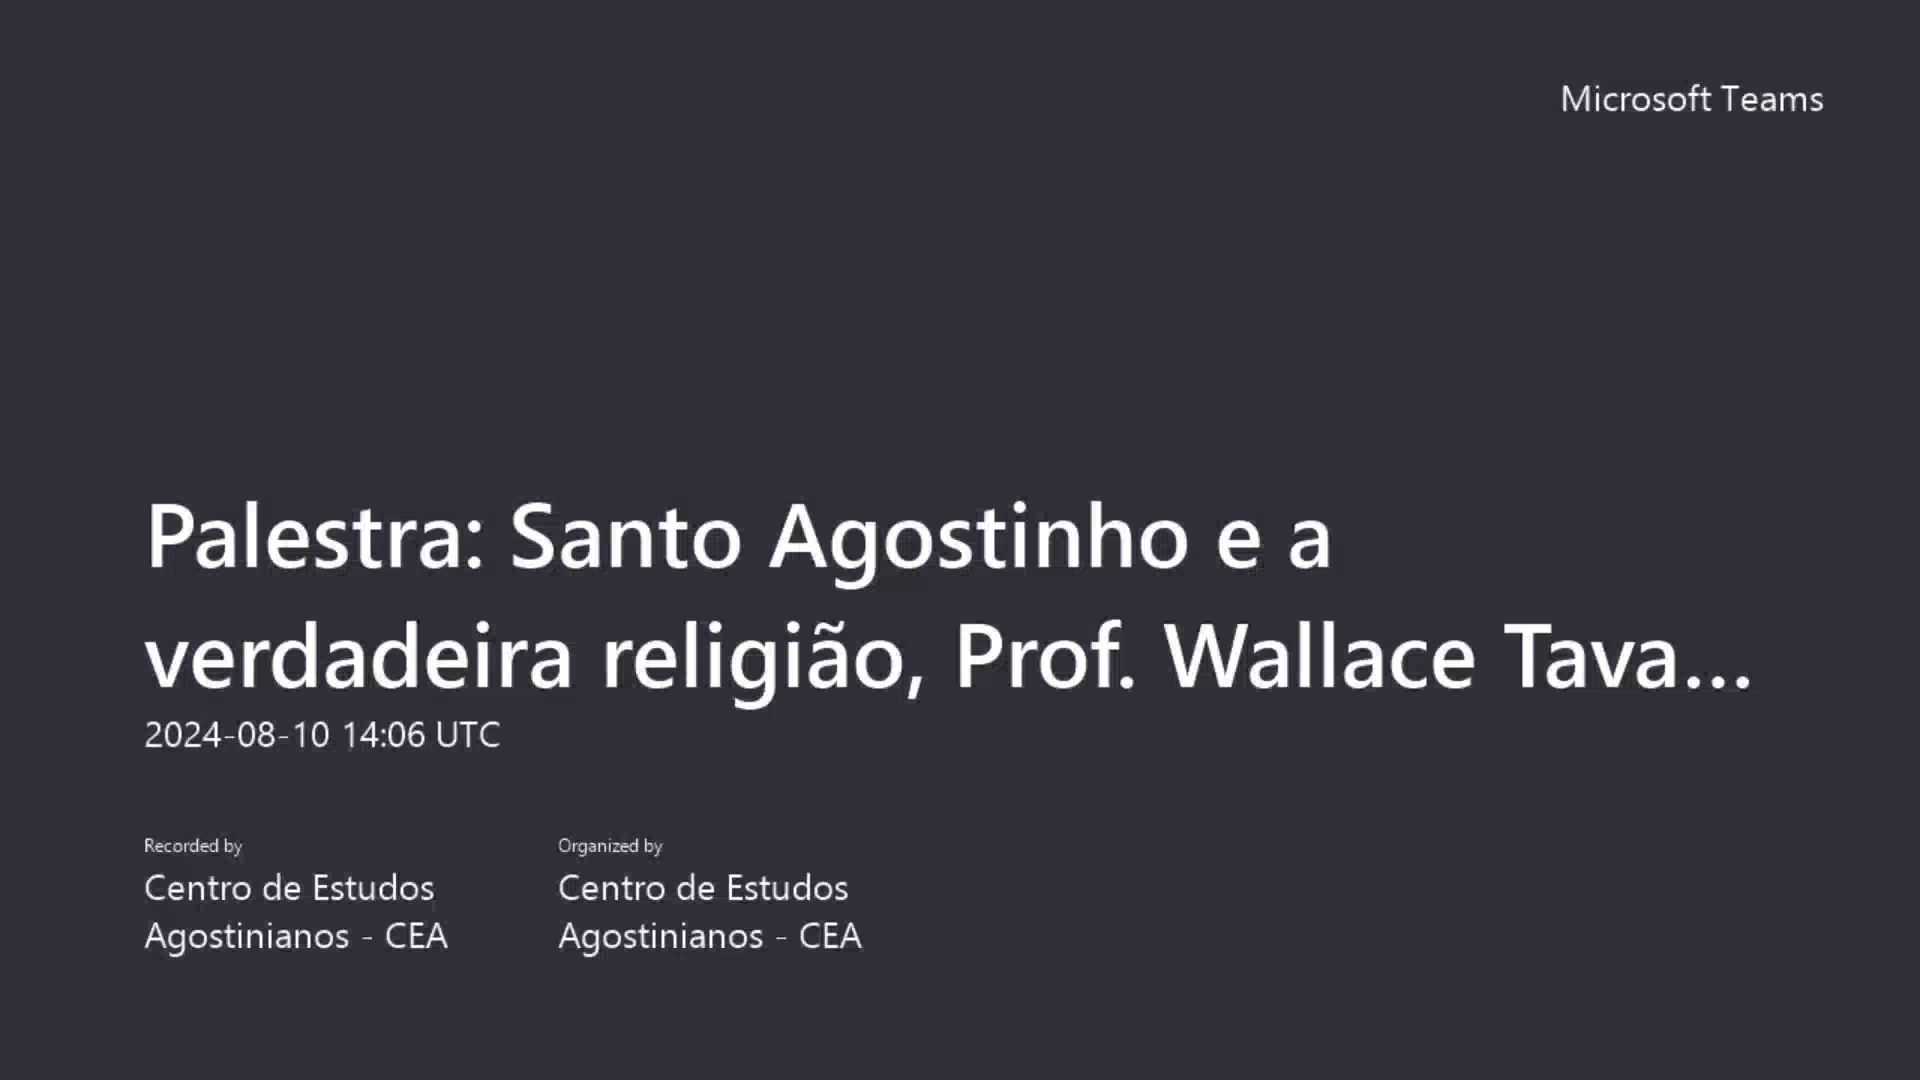 Microsoft Teams
Palestra: Santo Agostinho e a
verdadeira religião, Prof. Wallace Tava...
2024-08-10 14:06 UTC
Recorded by
Centro de Estudos
Agostinianos - CEA
Organized by
Centro de Estudos
Agostinianos - CEA